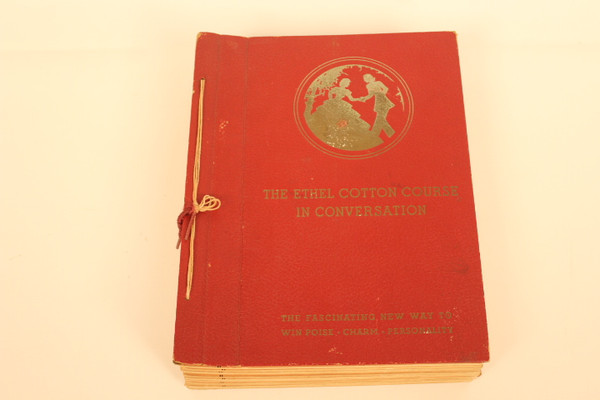 THE ETHEL COTTON COURSE
IN CONVERSATION
THE FASCINATING NEW WAY TO
WIN POISE · CHARM · PERSONALITY